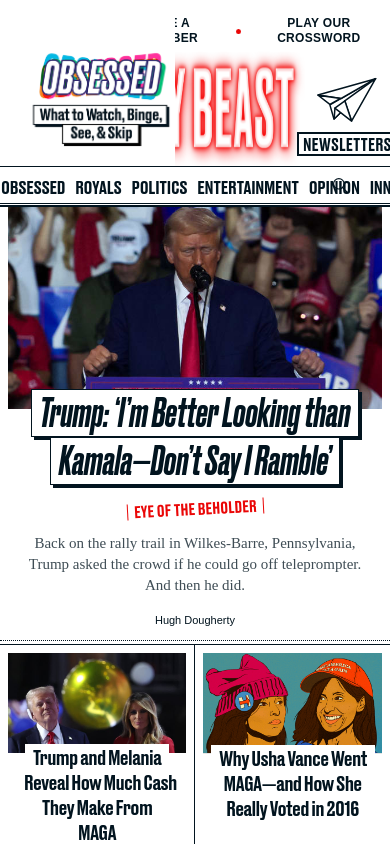 E A
BER
PLAY OUR
CROSSWORD
OBSESSED
What to Watch, Binge,
See, & Skip
Y BEAST
NEWSLETTERS
OBSESSED ROYALS POLITICS ENTERTAINMENT OPINION INN
Trump: ‘I’m Better Looking than
Kamala—Don’t Say I Ramble’
EYE OF THE BEHOLDER
Back on the rally trail in Wilkes-Barre, Pennsylvania,
Trump asked the crowd if he could go off teleprompter.
And then he did.
Hugh Dougherty
Trump and Melania
Reveal How Much Cash
They Make From
MAGA
Why Usha Vance Went
MAGA—and How She
Really Voted in 2016